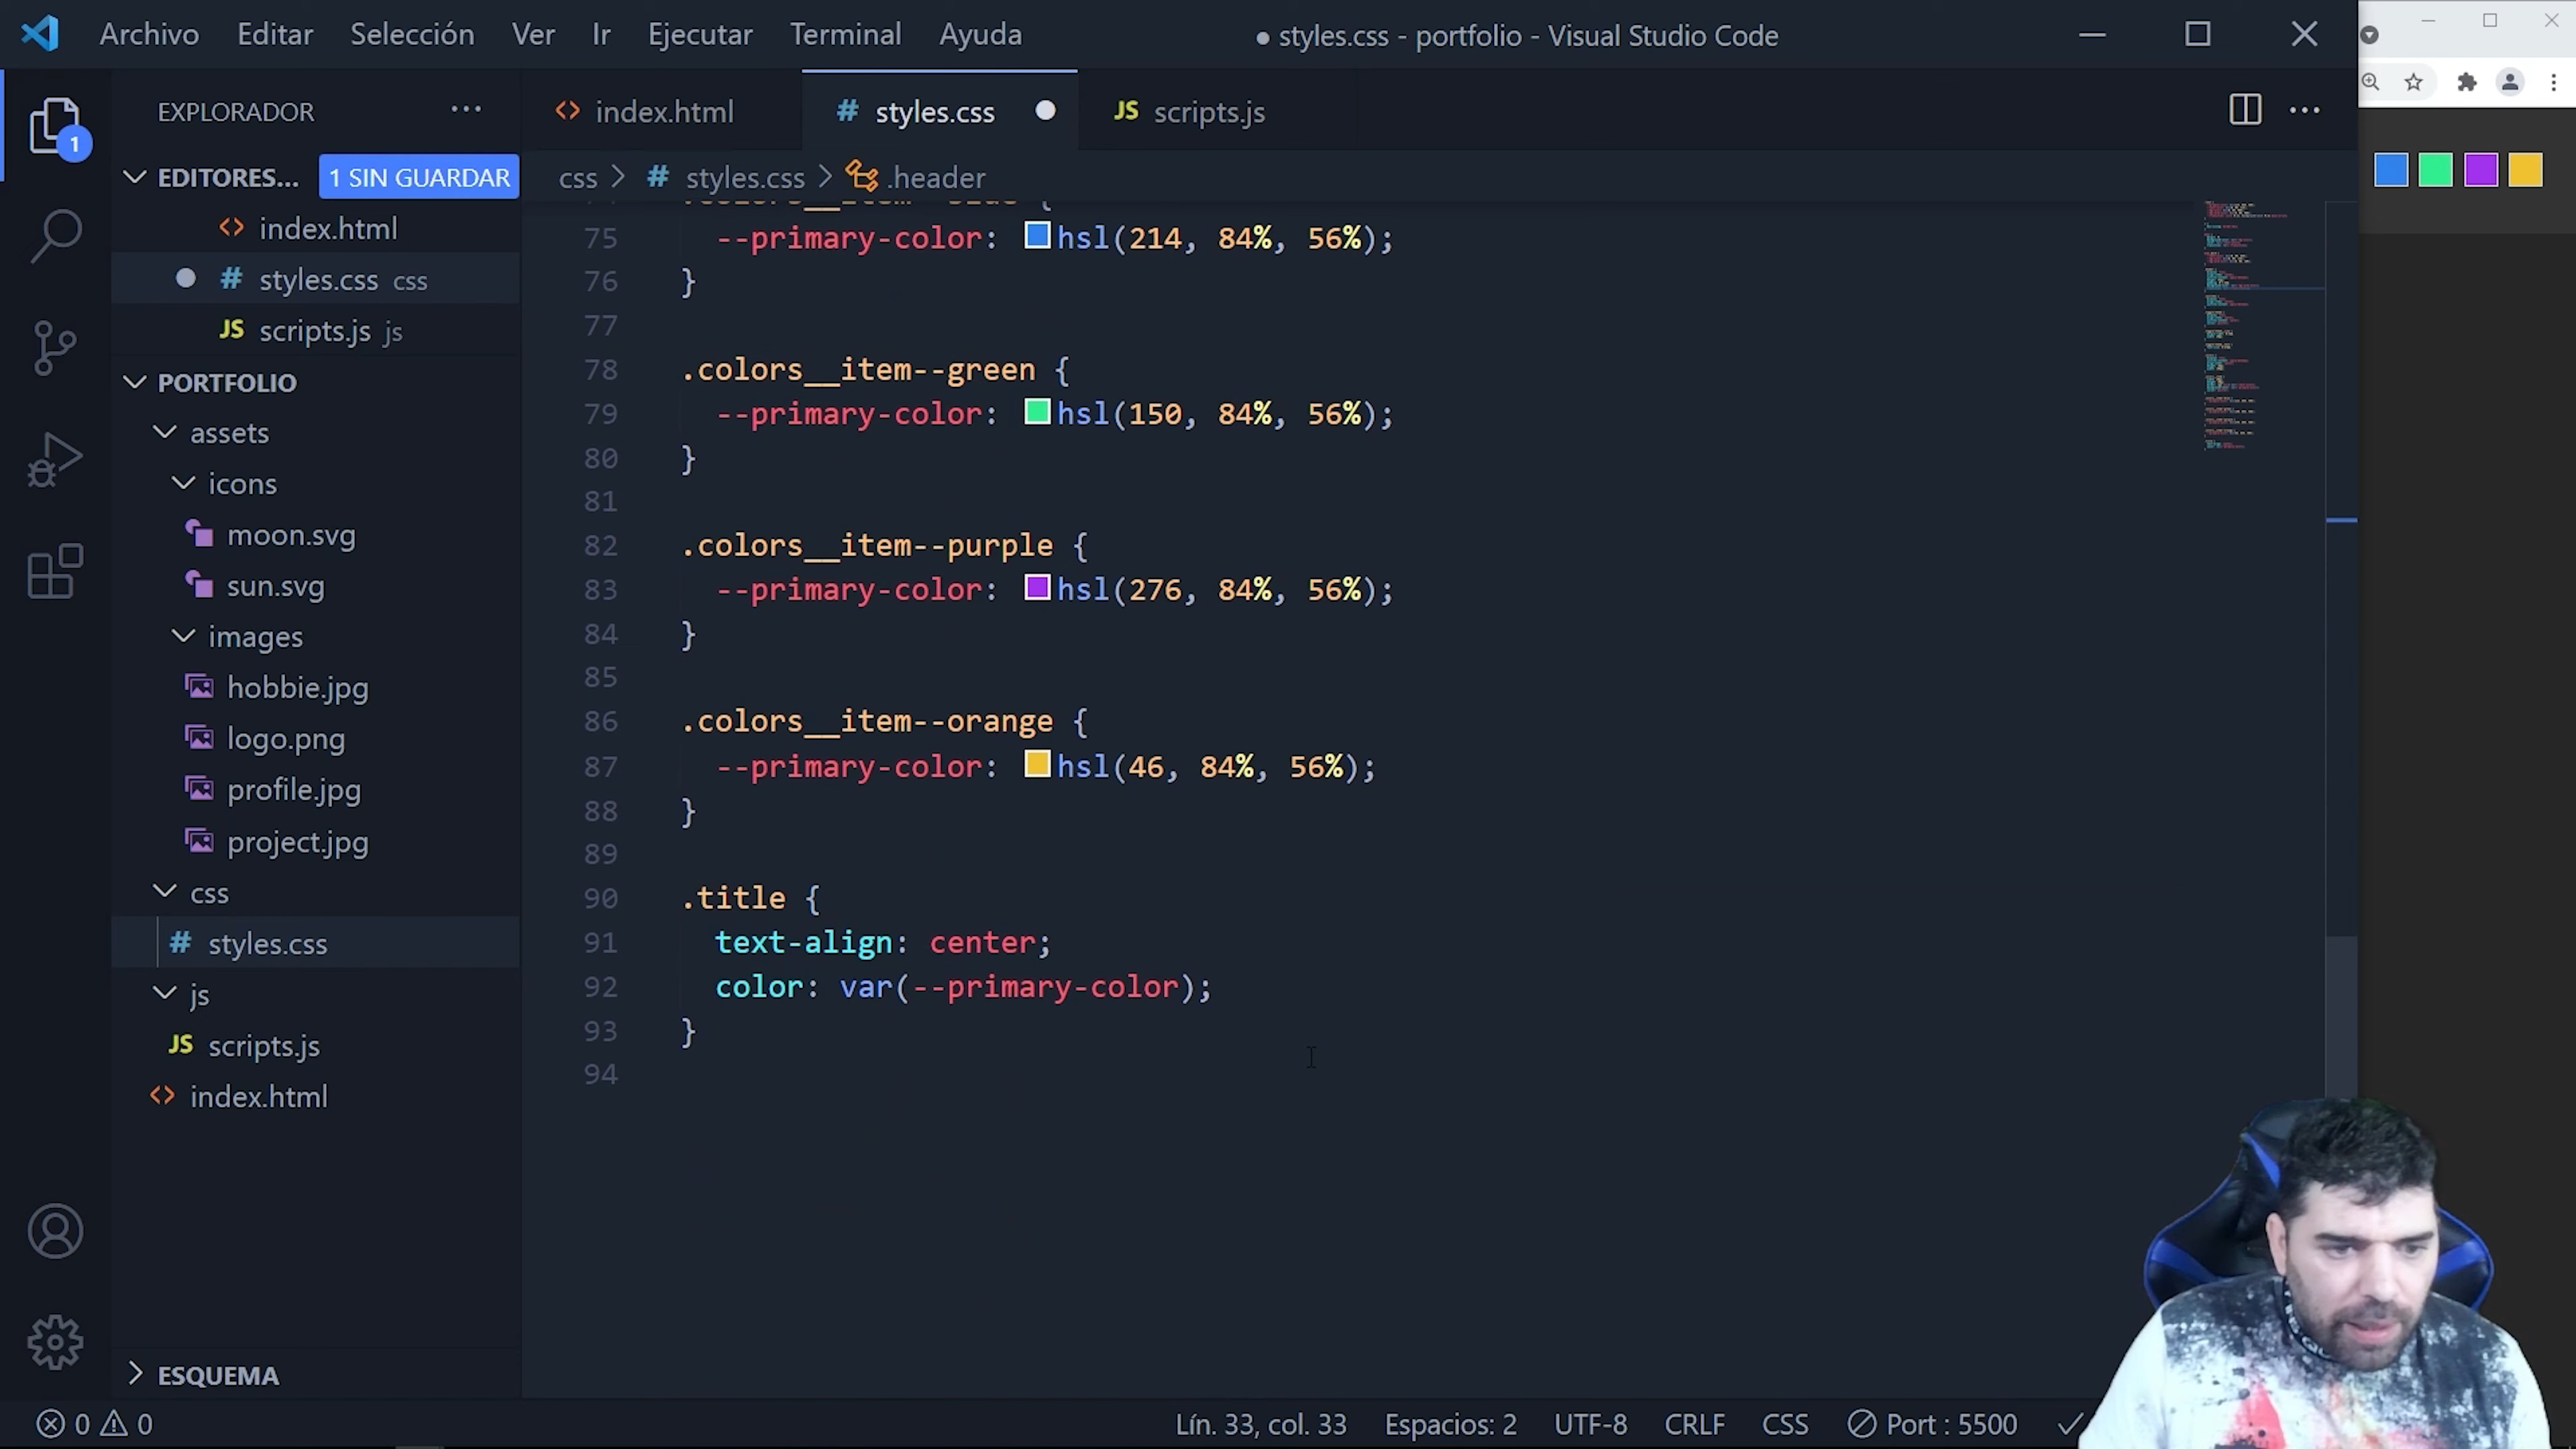 Archivo Editar Selección Ver Ir Ejecutar Terminal Ayuda
● styles.css - portfolio - Visual Studio Code
EXPLORADOR ···
EDITORES... 1 SIN GUARDAR
index.html
styles.css css
scripts.js js
PORTFOLIO
assets
icons
moon.svg
sun.svg
images
hobbie.jpg
logo.png
profile.jpg
project.jpg
css
# styles.css
js
JS scripts.js
index.html
ESQUEMA
1
index.html # styles.css JS scripts.js
css > # styles.css > .header
75 --primary-color: hsl(214, 84%, 56%);
76 }
77
78 .colors__item--green {
79 --primary-color: hsl(150, 84%, 56%);
80 }
81
82 .colors__item--purple {
83 --primary-color: hsl(276, 84%, 56%);
84 }
85
86 .colors__item--orange {
87 --primary-color: hsl(46, 84%, 56%);
88 }
89
90 .title {
91 text-align: center;
92 color: var(--primary-color);
93 }
94
0 0 Lín. 33, col. 33 Espacios: 2 UTF-8 CRLF CSS Port : 5500